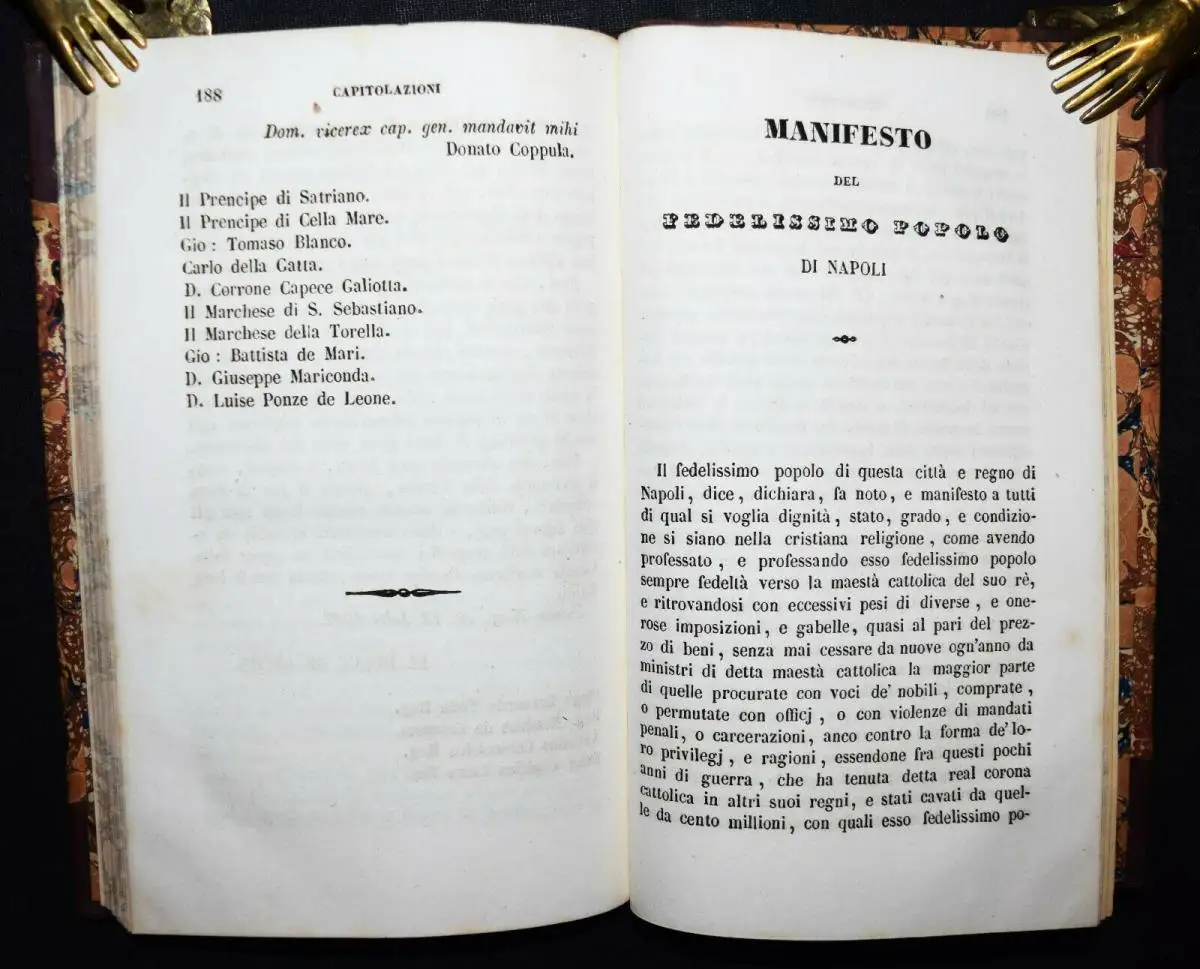 188
CAPITOLAZIONI
Dom. vicerex cap. gen. mandavit mihi
Donato Coppula.
Il Prencipe di Satriano.
Il Prencipe di Cella Mare.
Gio : Tomaso Blanco.
Carlo della Gatta.
D. Corrone Capece Galiotta.
Il Marchese di S. Sebastiano.
Il Marchese della Torella.
Gio : Battista de Mari.
D. Giuseppe Mariconda.
D. Luise Ponze de Leone.
MANIFESTO
DEL
FEDELISSIMO POPOLO
DI NAPOLI
Il fedelissimo popolo di questa città e regno di
Napoli, dice, dichiara, fa noto, e manifesto a tutti
di qual si voglia dignità, stato, grado, e condizio-
ne si siano nella cristiana religione, come avendo
professato, e professando esso fedelissimo popolo
sempre fedeltà verso la maestà cattolica del suo rè,
e ritrovandosi con eccessivi pesi di diverse, e one-
rose imposizioni, e gabelle, quasi al pari del prez-
zo di beni, senza mai cessare da nuove ogn'anno da
ministri di detta maestà cattolica la maggior parte
di quelle procurate con voci de' nobili, comprate,
o permutate con officj, o con violenze di mandati
penali, o carcerazioni, anco contro la forma de' lo-
ro privilegj, e ragioni, essendone fra questi pochi
anni di guerra, che ha tenuta detta real corona
cattolica in altri suoi regni, e stati cavati da quel-
le da cento millioni, con quali esso fedelissimo po-